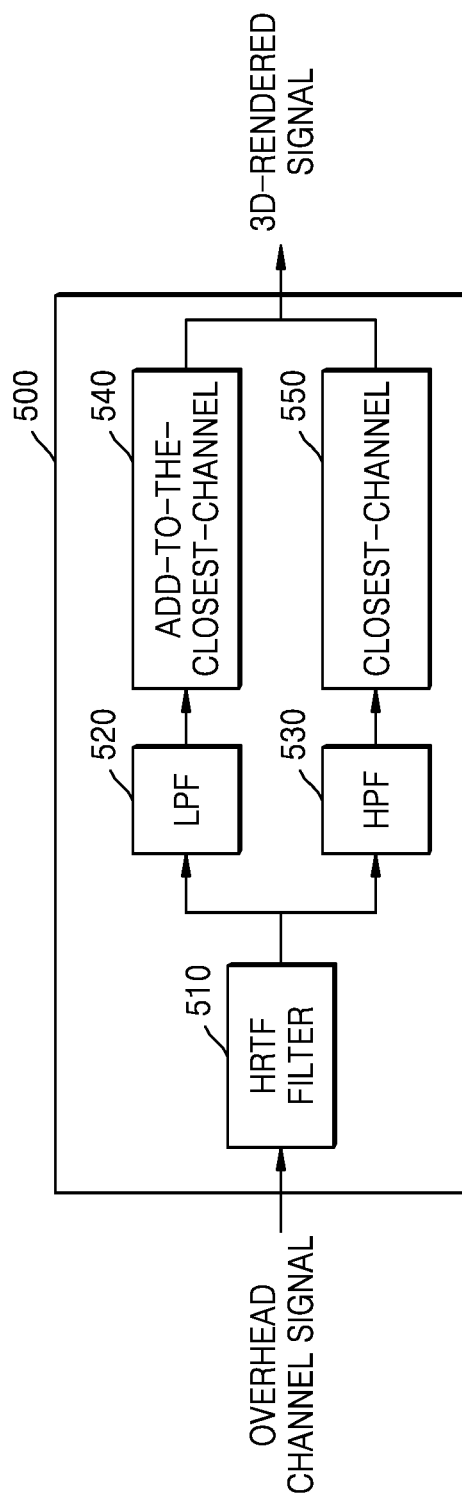 OVERHEAD
CHANNEL SIGNAL
500
510
HRTF
FILTER
520
LPF
530
HPF
540
ADD-TO-THE-
CLOSEST-CHANNEL
550
CLOSEST-CHANNEL
3D-RENDERED
SIGNAL